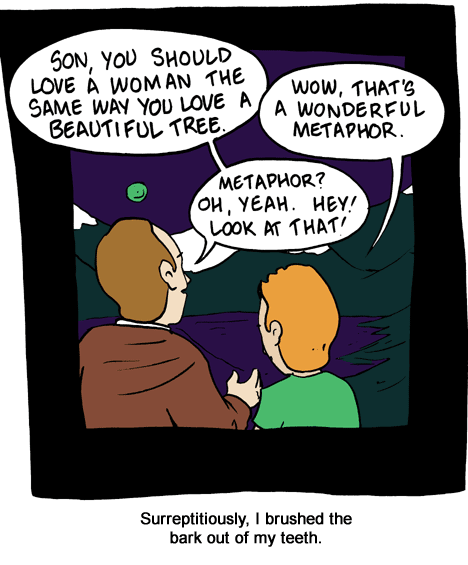 SON, YOU SHOULD
LOVE A WOMAN THE
SAME WAY YOU LOVE A
BEAUTIFUL TREE.
WOW, THAT'S
A WONDERFUL
METAPHOR.
METAPHOR?
OH, YEAH. HEY!
LOOK AT THAT!
Surreptitiously, I brushed the
bark out of my teeth.